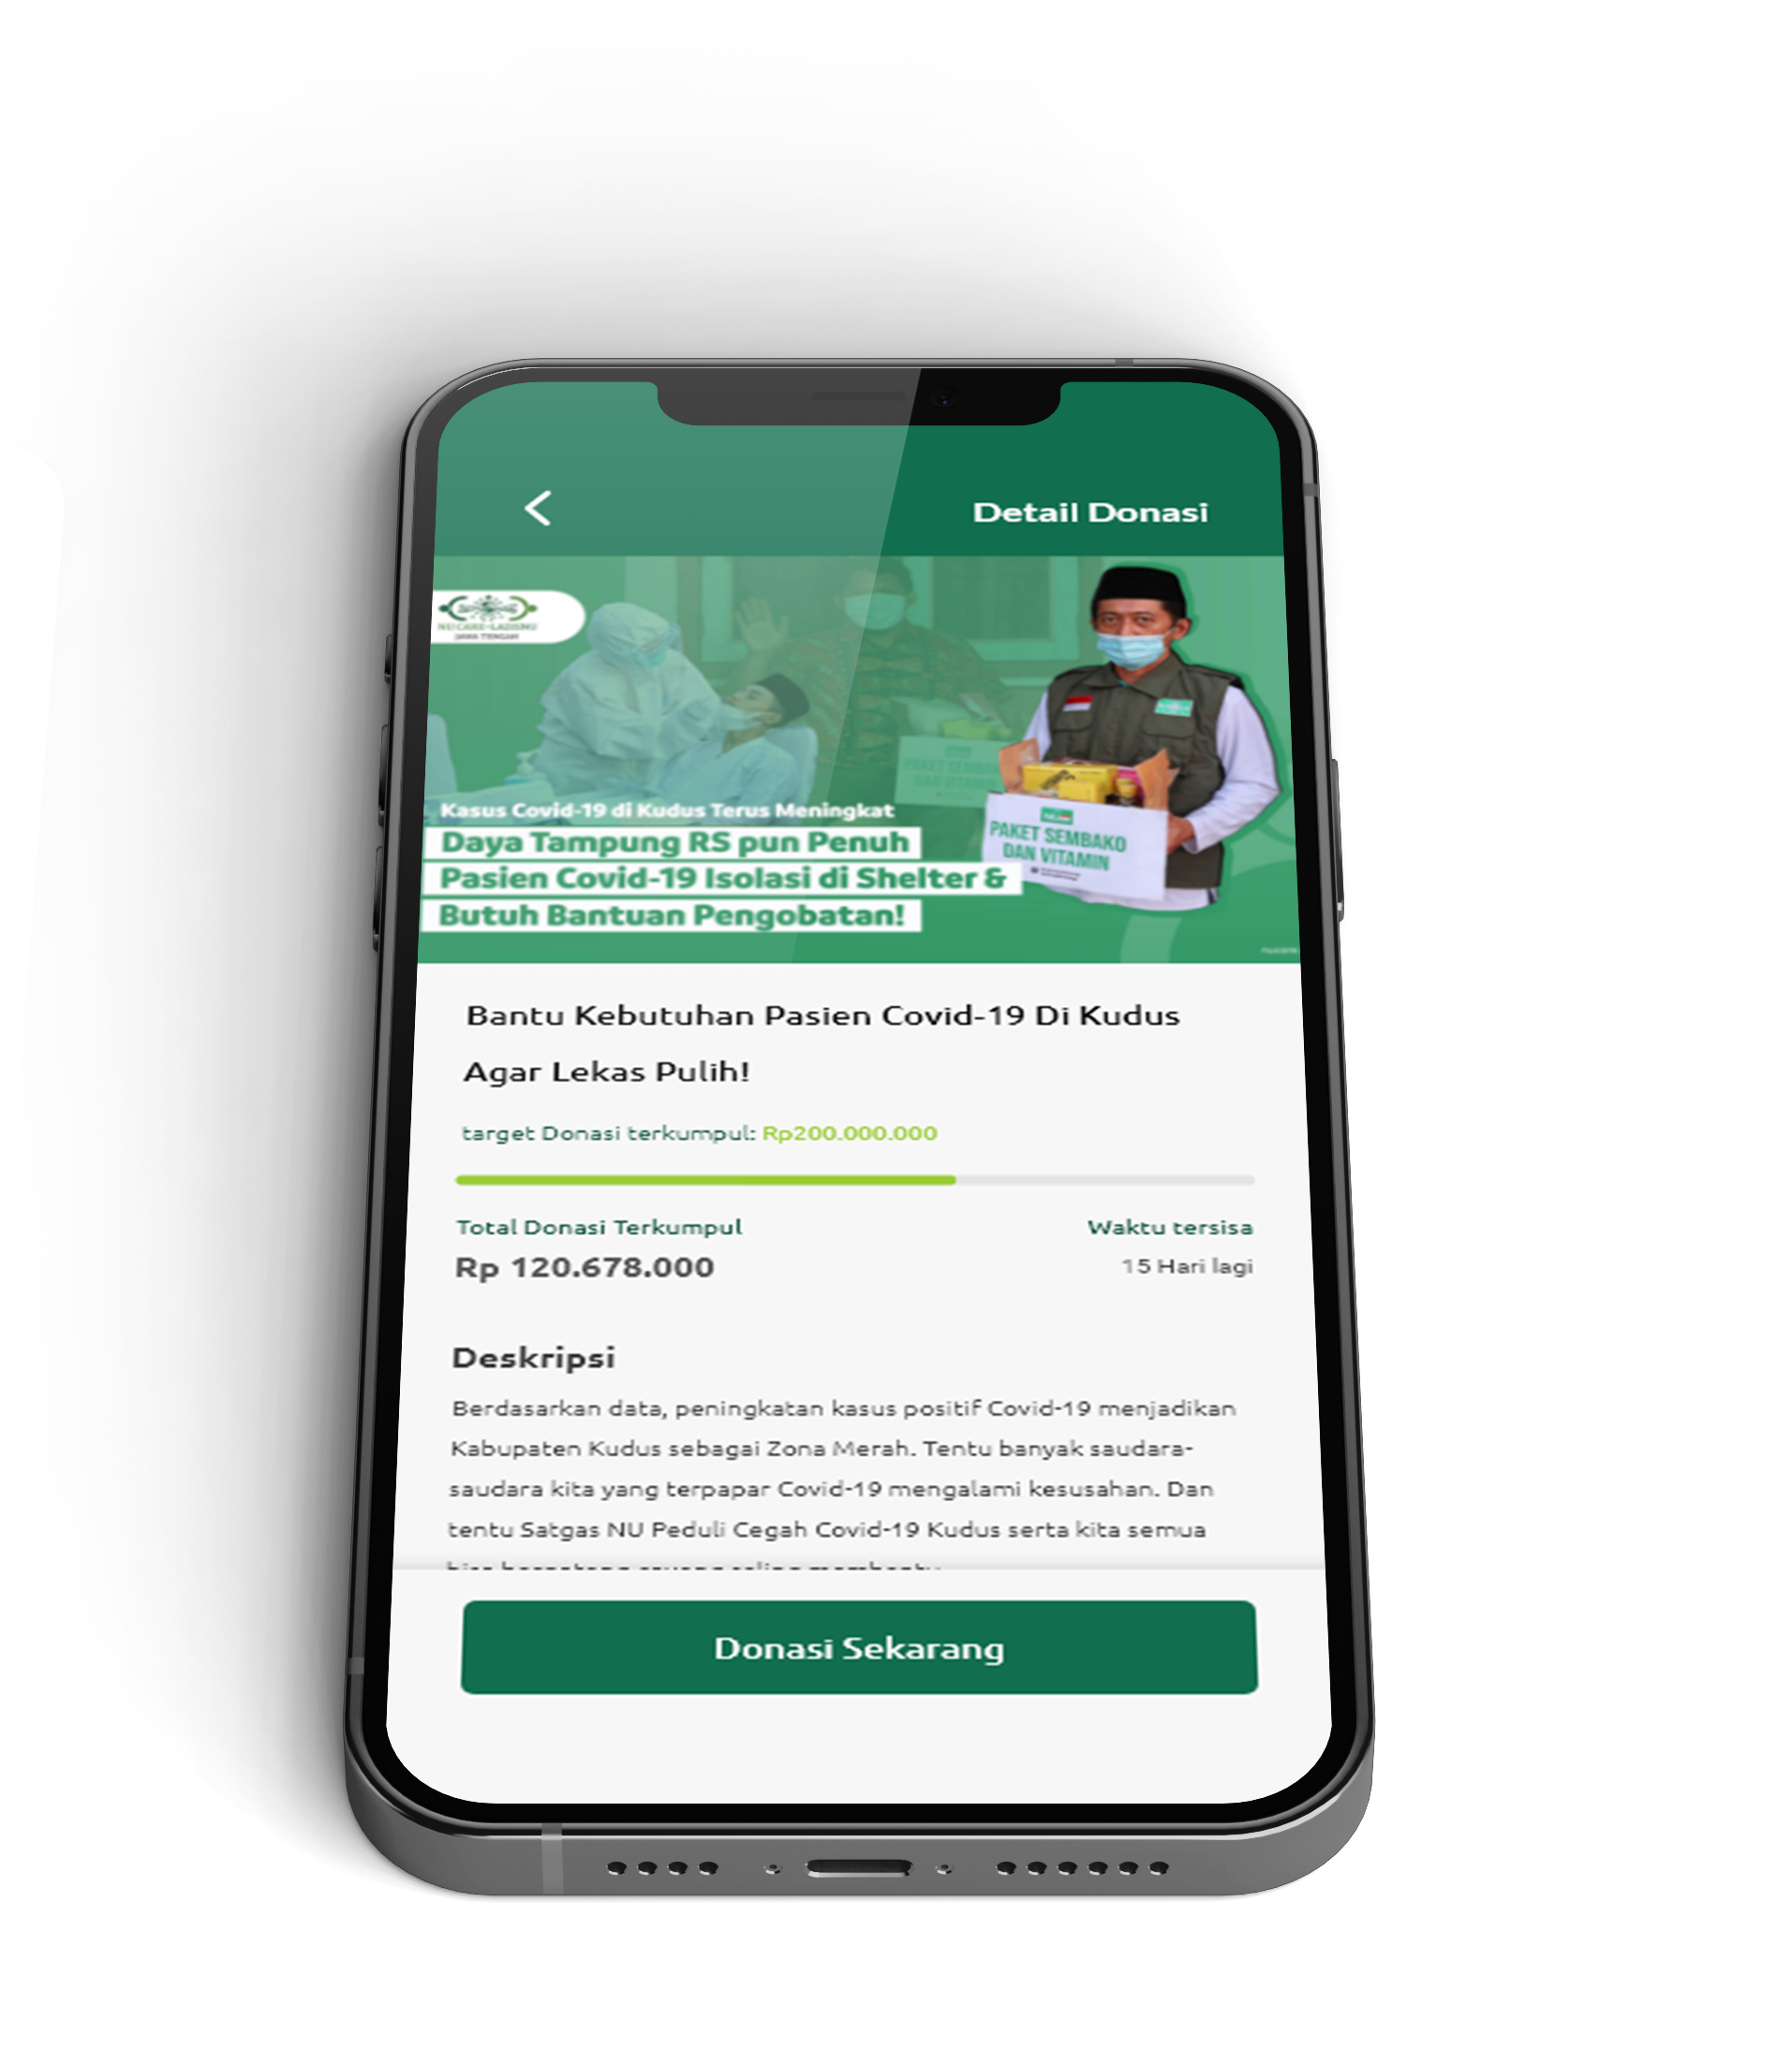 Detail Donasi
NU CARE-LAZISNU
JAWA TENGAH
PAKET SEMBAKO
DAN VITAMIN
Kasus Covid-19 di Kudus Terus Meningkat
Daya Tampung RS pun Penuh
Pasien Covid-19 Isolasi di Shelter &
Butuh Bantuan Pengobatan!
PAKET SEMBAKO
DAN VITAMIN
Bantu Kebutuhan Pasien Covid-19 Di Kudus
Agar Lekas Pulih!
target Donasi terkumpul: Rp200.000.000
Total Donasi Terkumpul
Waktu tersisa
Rp 120.678.000
15 Hari lagi
Deskripsi
Berdasarkan data, peningkatan kasus positif Covid-19 menjadikan
Kabupaten Kudus sebagai Zona Merah. Tentu banyak saudara-
saudara kita yang terpapar Covid-19 mengalami kesusahan. Dan
tentu Satgas NU Peduli Cegah Covid-19 Kudus serta kita semua
Donasi Sekarang